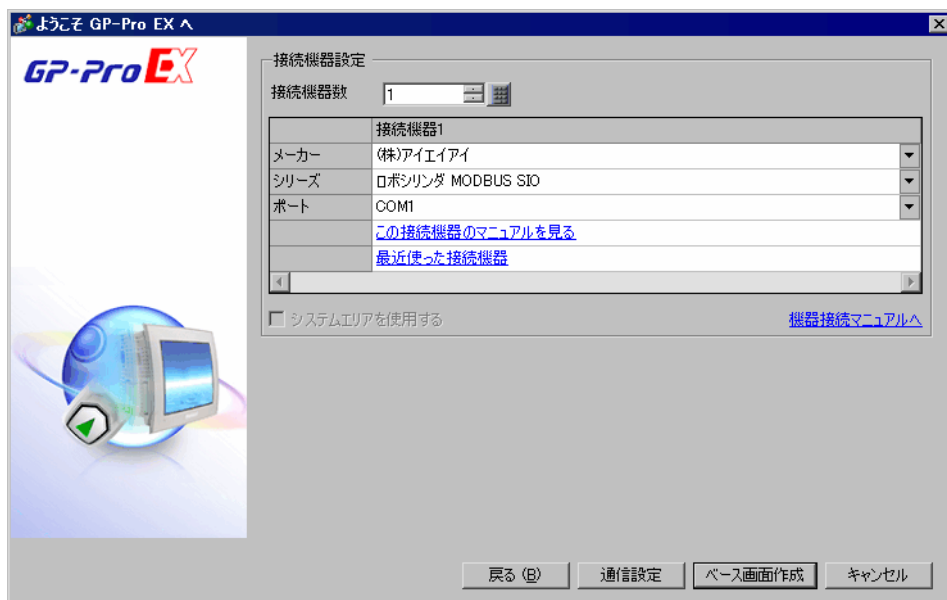 ようこそ GP-Pro EX へ
GP-Pro EX
接続機器設定
接続機器数 1
接続機器1
メーカー (株)アイエイアイ
シリーズ ロボシリンダ MODBUS SIO
ポート COM1
この接続機器のマニュアルを見る
最近使った接続機器
システムエリアを使用する 機器接続マニュアルへ
戻る (B) 通信設定 ベース画面作成 キャンセル